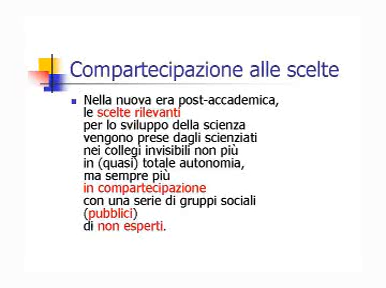 Compartecipazione alle scelte
Nella nuova era post-accademica,
le scelte rilevanti
per lo sviluppo della scienza
vengono prese dagli scienziati
nei collegi invisibili non più
in (quasi) totale autonomia,
ma sempre più
in compartecipazione
con una serie di gruppi sociali
(pubblici)
di non esperti.